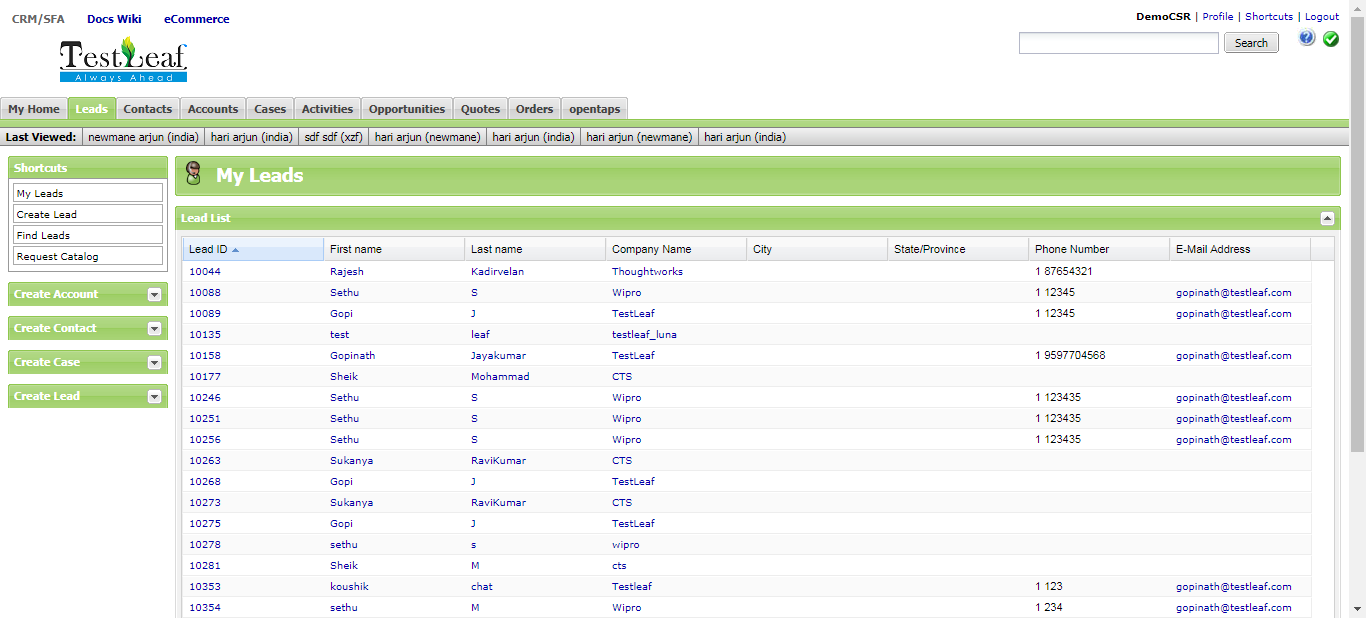 CRM/SFA Docs Wiki eCommerce
DemoCSR | Profile | Shortcuts | Logout
TestLeaf
Always Ahead
Search
My Home Leads Contacts Accounts Cases Activities Opportunities Quotes Orders opentaps
Last Viewed: newmane arjun (india) hari arjun (india) sdf sdf (xzf) hari arjun (newmane) hari arjun (india) hari arjun (newmane) hari arjun (india)
Shortcuts
My Leads
Create Lead
Find Leads
Request Catalog
Create Account
Create Contact
Create Case
Create Lead
My Leads
Lead List
Lead ID First name Last name Company Name City State/Province Phone Number E-Mail Address
10044 Rajesh Kadirvelan Thoughtworks 1 87654321
10088 Sethu S Wipro 1 12345 gopinath@testleaf.com
10089 Gopi J TestLeaf 1 12345 gopinath@testleaf.com
10135 test leaf testleaf_luna
10158 Gopinath Jayakumar TestLeaf 1 9597704568 gopinath@testleaf.com
10177 Sheik Mohammad CTS
10246 Sethu S Wipro 1 123435 gopinath@testleaf.com
10251 Sethu S Wipro 1 123435 gopinath@testleaf.com
10256 Sethu S Wipro 1 123435 gopinath@testleaf.com
10263 Sukanya RaviKumar CTS
10268 Gopi J TestLeaf
10273 Sukanya RaviKumar CTS
10275 Gopi J TestLeaf
10278 sethu s wipro
10281 Sheik M cts
10353 koushik chat Testleaf 1 123 gopinath@testleaf.com
10354 sethu M Wipro 1 234 gopinath@testleaf.com